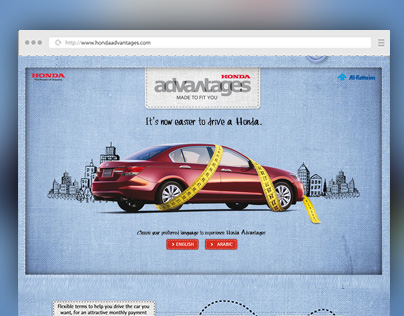 http://www.hondaadvantages.com
HONDA
The Power of Dreams
HONDA
advantages
MADE TO FIT YOU
Al-Futtaim
It's now easier to drive a Honda.
Choose your preferred language to experience Honda Advantages
ENGLISH
ARABIC
Flexible terms to help you drive the car you
want, for an attractive monthly payment